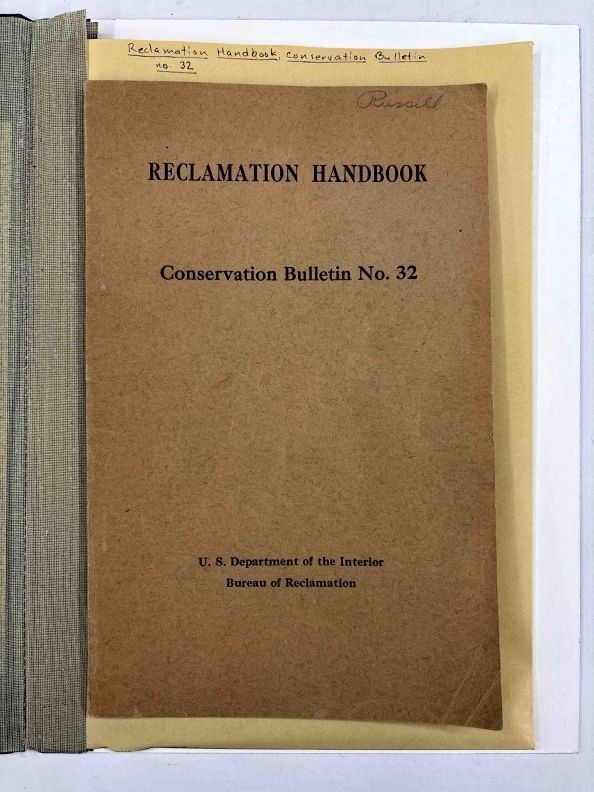 Reclamation Handbook, Conservation Bulletin
no. 32
Russell
RECLAMATION HANDBOOK
Conservation Bulletin No. 32
U. S. Department of the Interior
Bureau of Reclamation